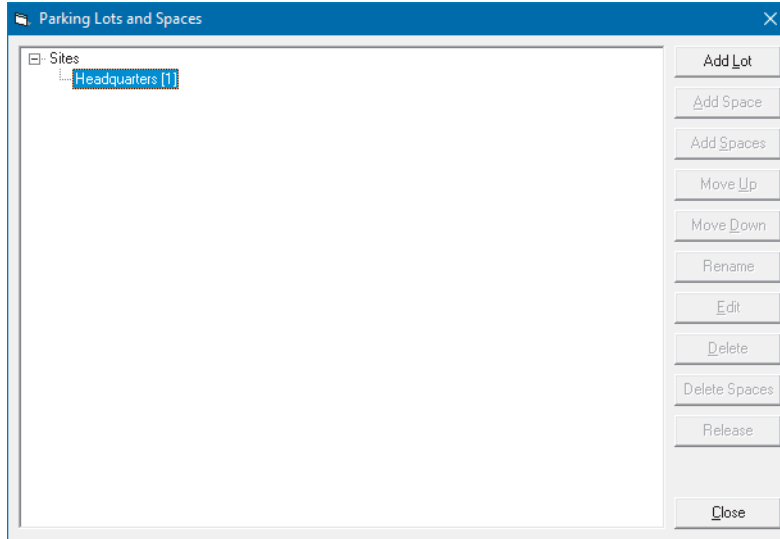 Parking Lots and Spaces
Sites
Headquarters [1]
Add Lot
Add Space
Add Spaces
Move Up
Move Down
Rename
Edit
Delete
Delete Spaces
Release
Close